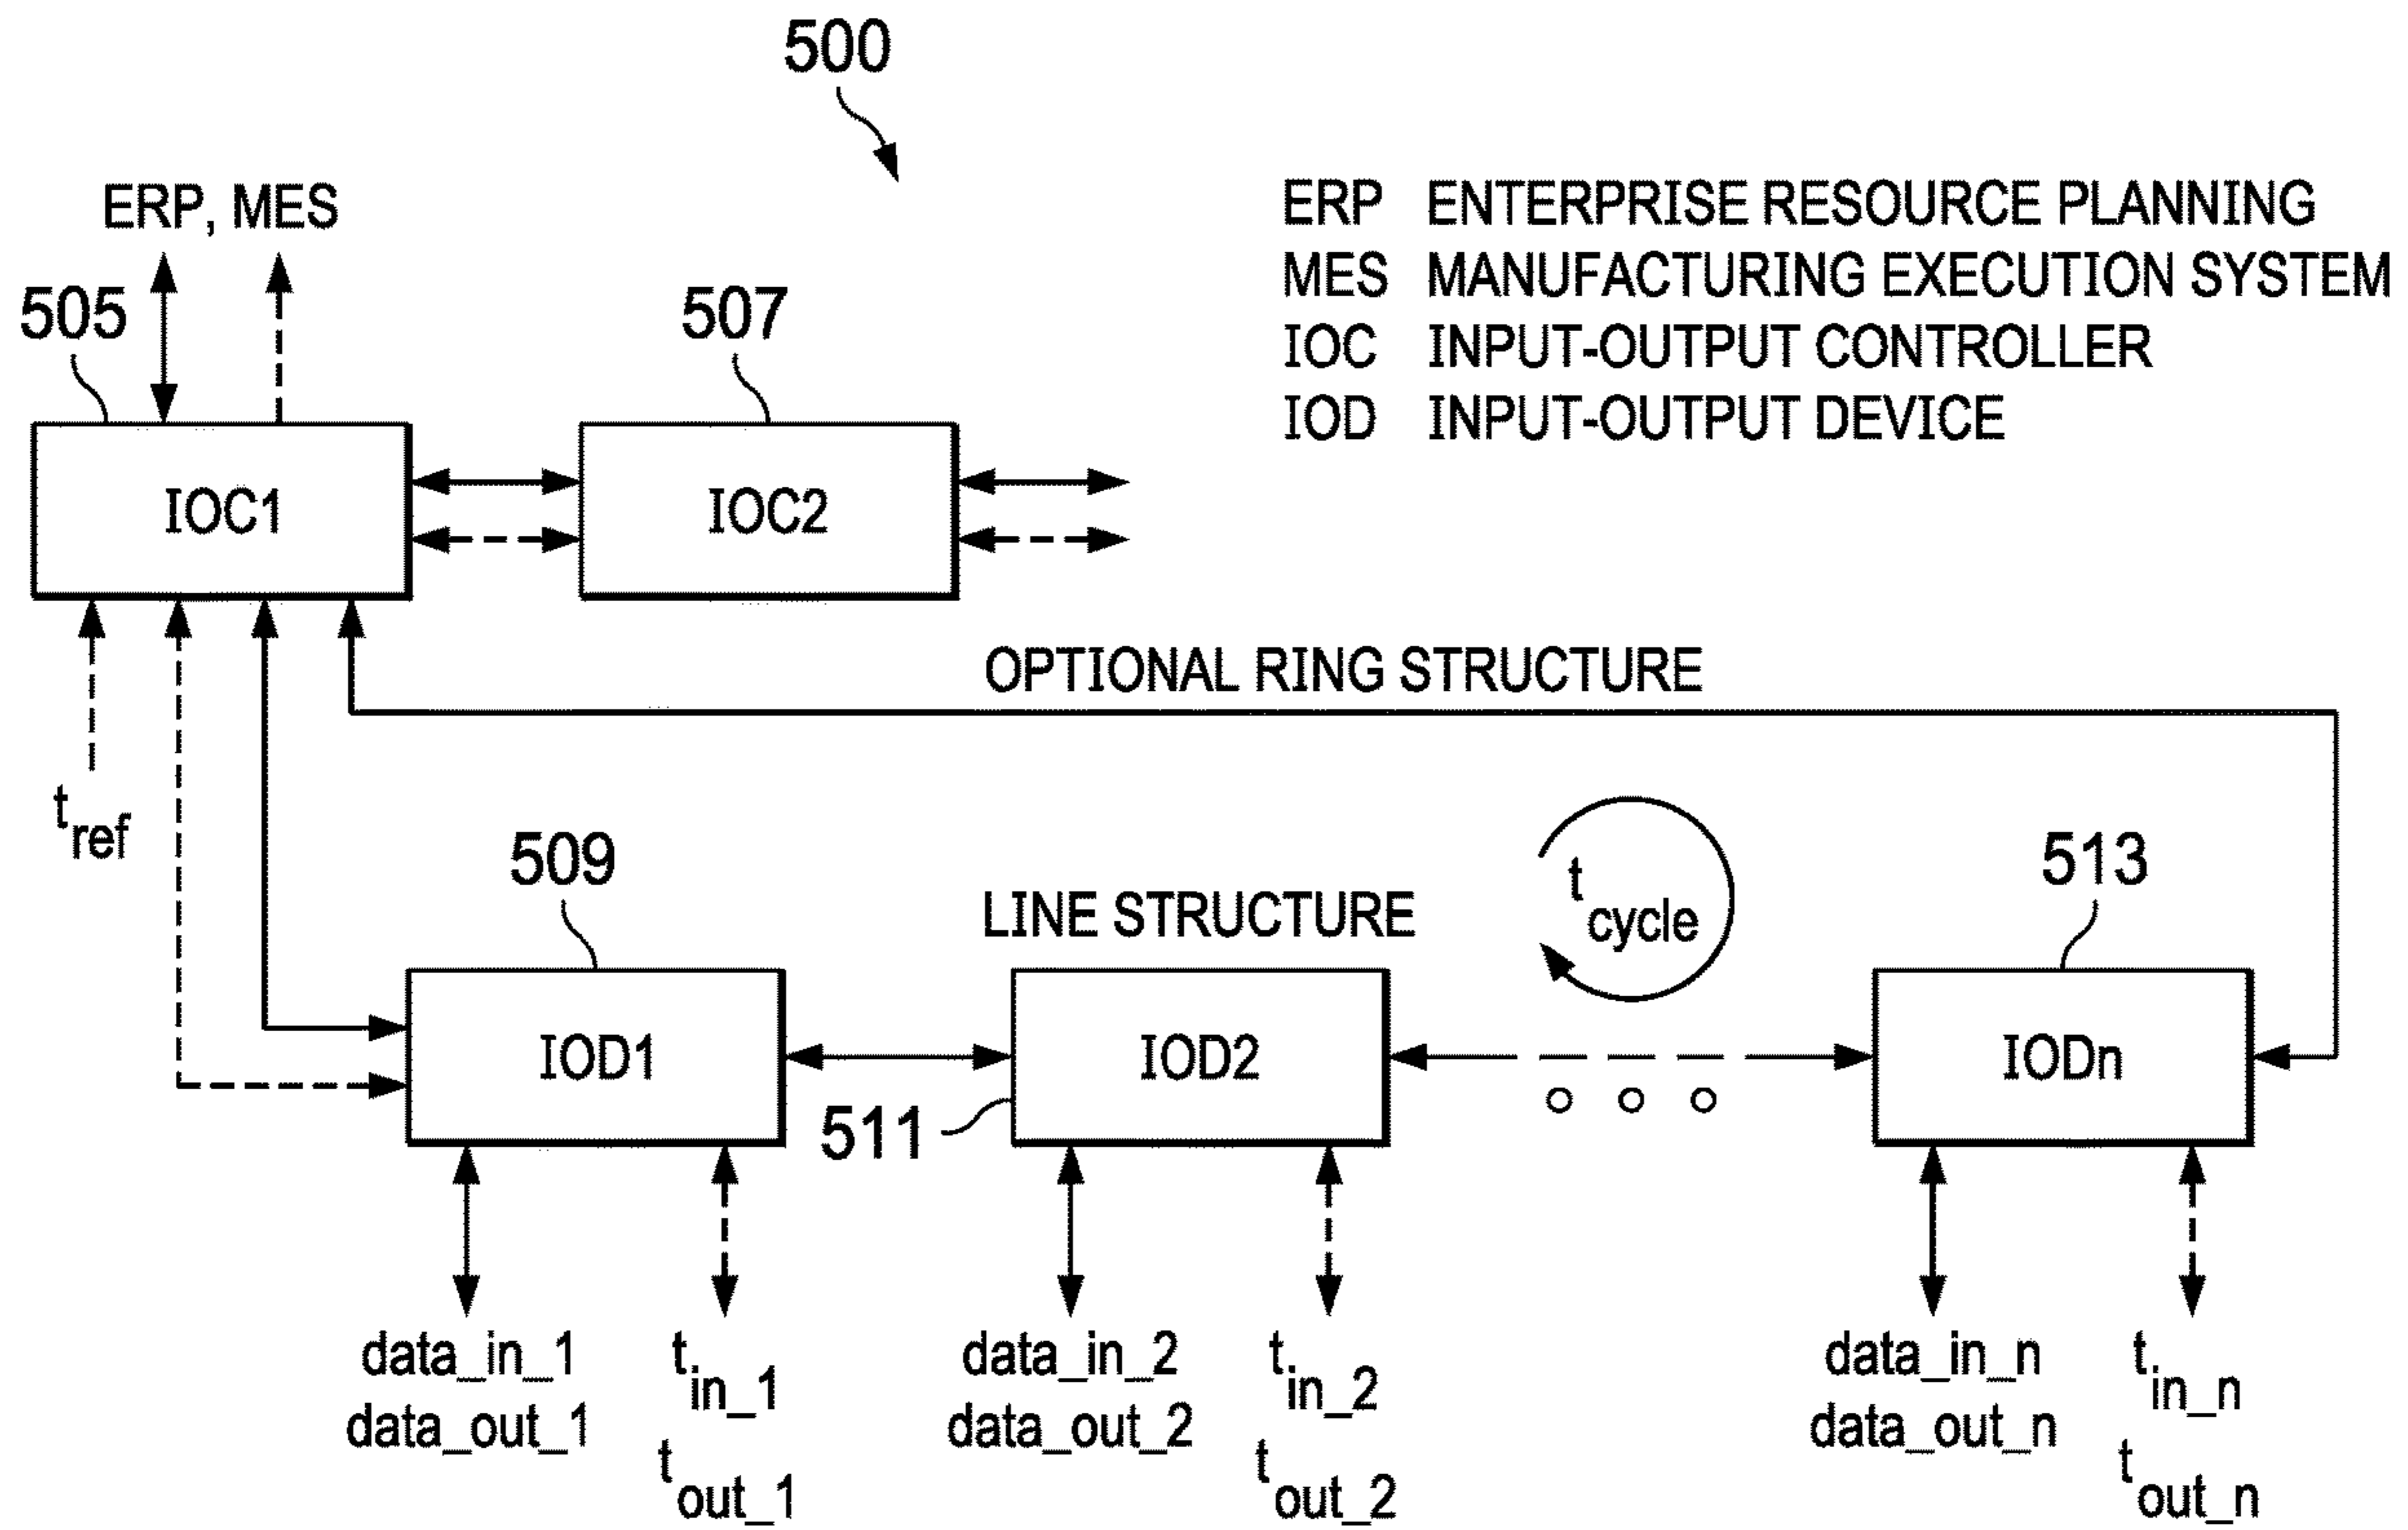 500
ERP, MES
ERP ENTERPRISE RESOURCE PLANNING
MES MANUFACTURING EXECUTION SYSTEM
IOC INPUT-OUTPUT CONTROLLER
IOD INPUT-OUTPUT DEVICE
505
507
IOC1
IOC2
OPTIONAL RING STRUCTURE
tref
509
LINE STRUCTURE
tcycle
513
IOD1
511
IOD2
IODn
data_in_1
data_out_1
tin_1
tout_1
data_in_2
data_out_2
tin_2
tout_2
data_in_n
data_out_n
tin_n
tout_n